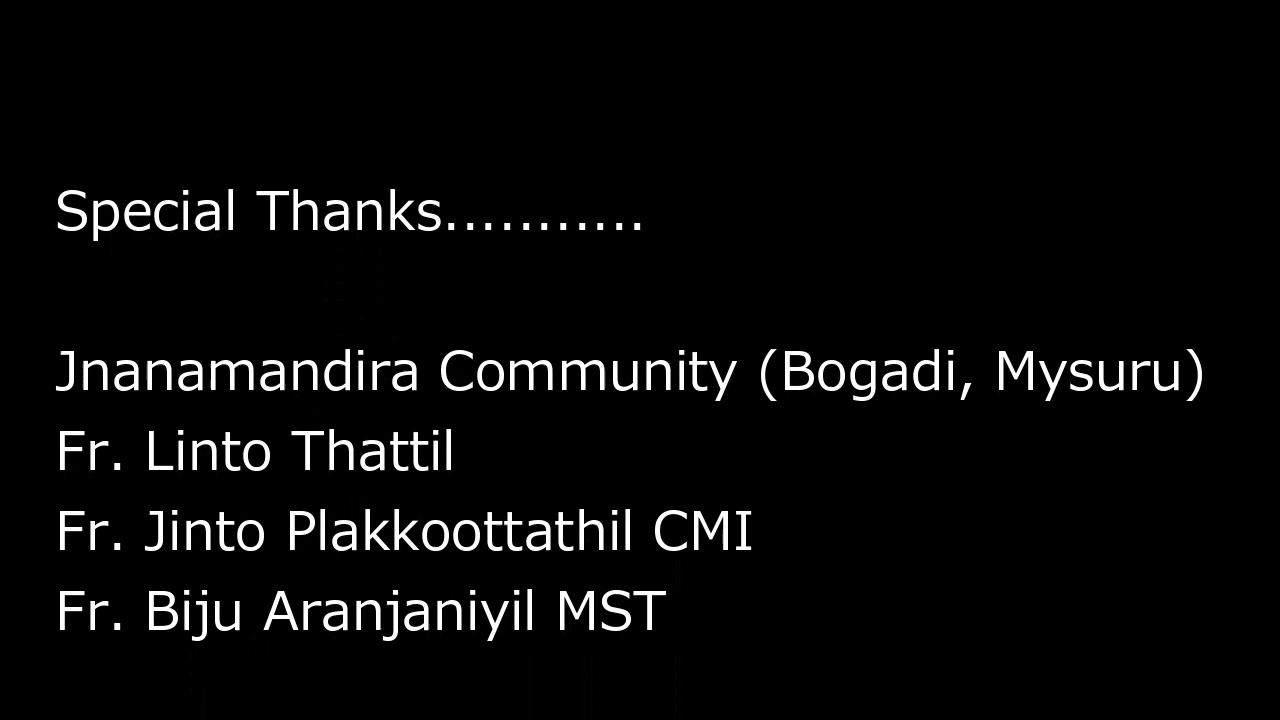 Special Thanks...........
Jnanamandira Community (Bogadi, Mysuru)
Fr. Linto Thattil
Fr. Jinto Plakkoottathil CMI
Fr. Biju Aranjaniyil MST